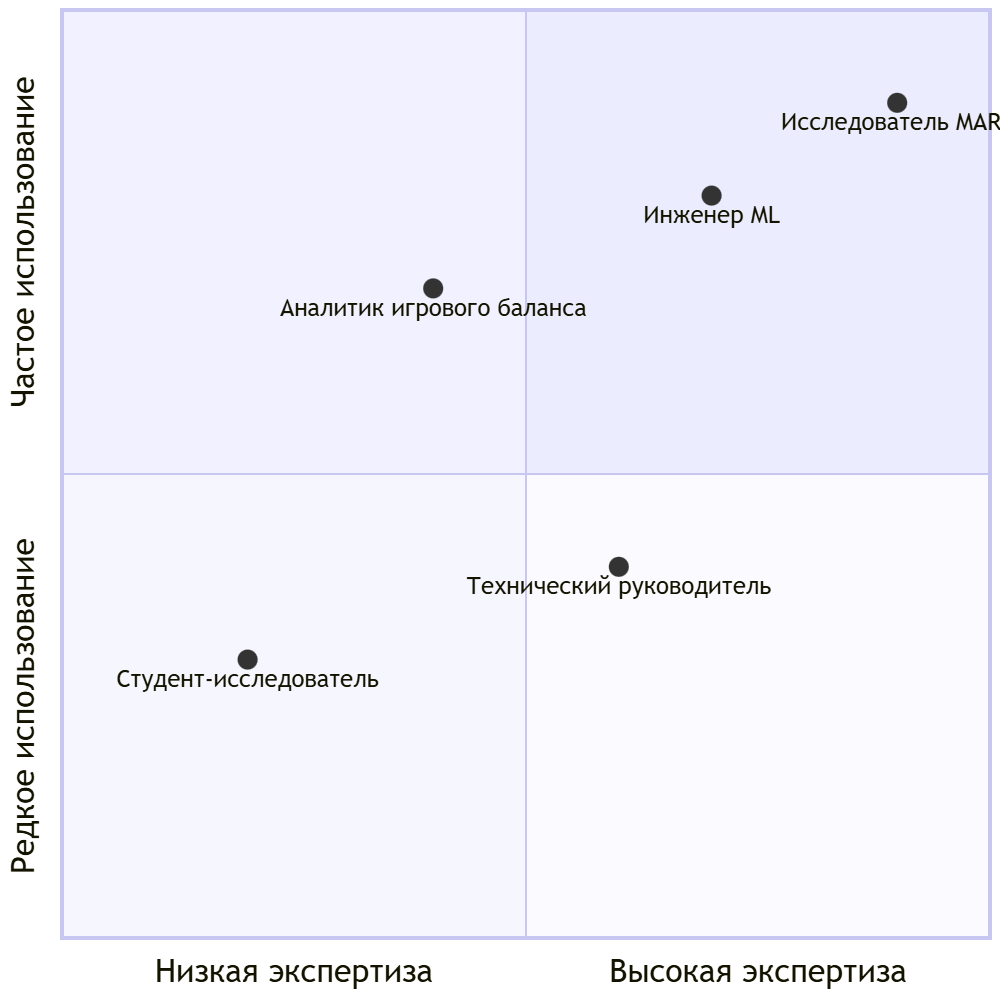 Частое использование
Исследователь MAR
Инженер ML
Аналитик игрового баланса
Редкое использование
Технический руководитель
Студент-исследователь
Низкая экспертиза
Высокая экспертиза